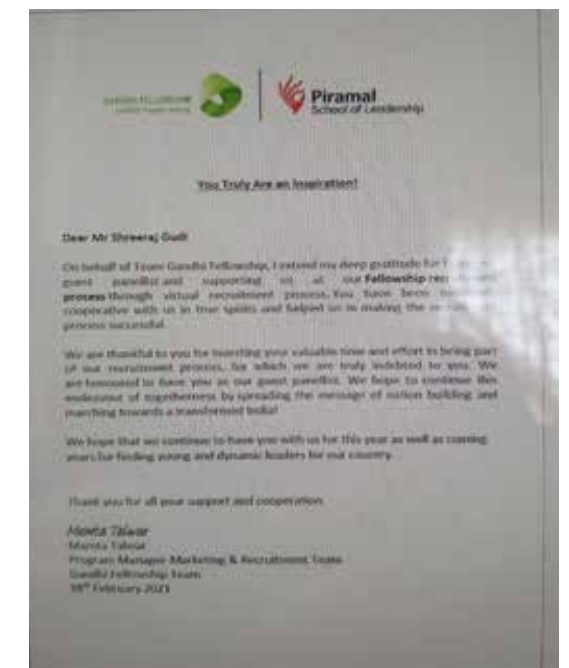 GANDHI FELLOWSHIP
Piramal
School of Leadership
You Truly Are an Inspiration!
Dear Mr Shreeraj Gudi
On behalf of Team Gandhi Fellowship, I extend my deep gratitude for
guest panellist and supporting us at our Fellowship
process through virtual recruitment process. You have been
cooperative with us in true spirits and helped us in making the
process successful.
We are thankful to you for investing your valuable time and effort in being part
of our recruitment process, for which we are truly indebted to you. We
are honoured to have you as our guest panellist. We hope to continue this
endeavour of togetherness by spreading the message of nation building and
marching towards a transformed India!
We hope that we continue to have you with us for this year as well as coming
years for finding young and dynamic leaders for our country.
Thank you for all your support and cooperation
Mamta Talwar
Mamta Talwar
Program Manager Marketing & Recruitment Team
Gandhi Fellowship Team
February 2021